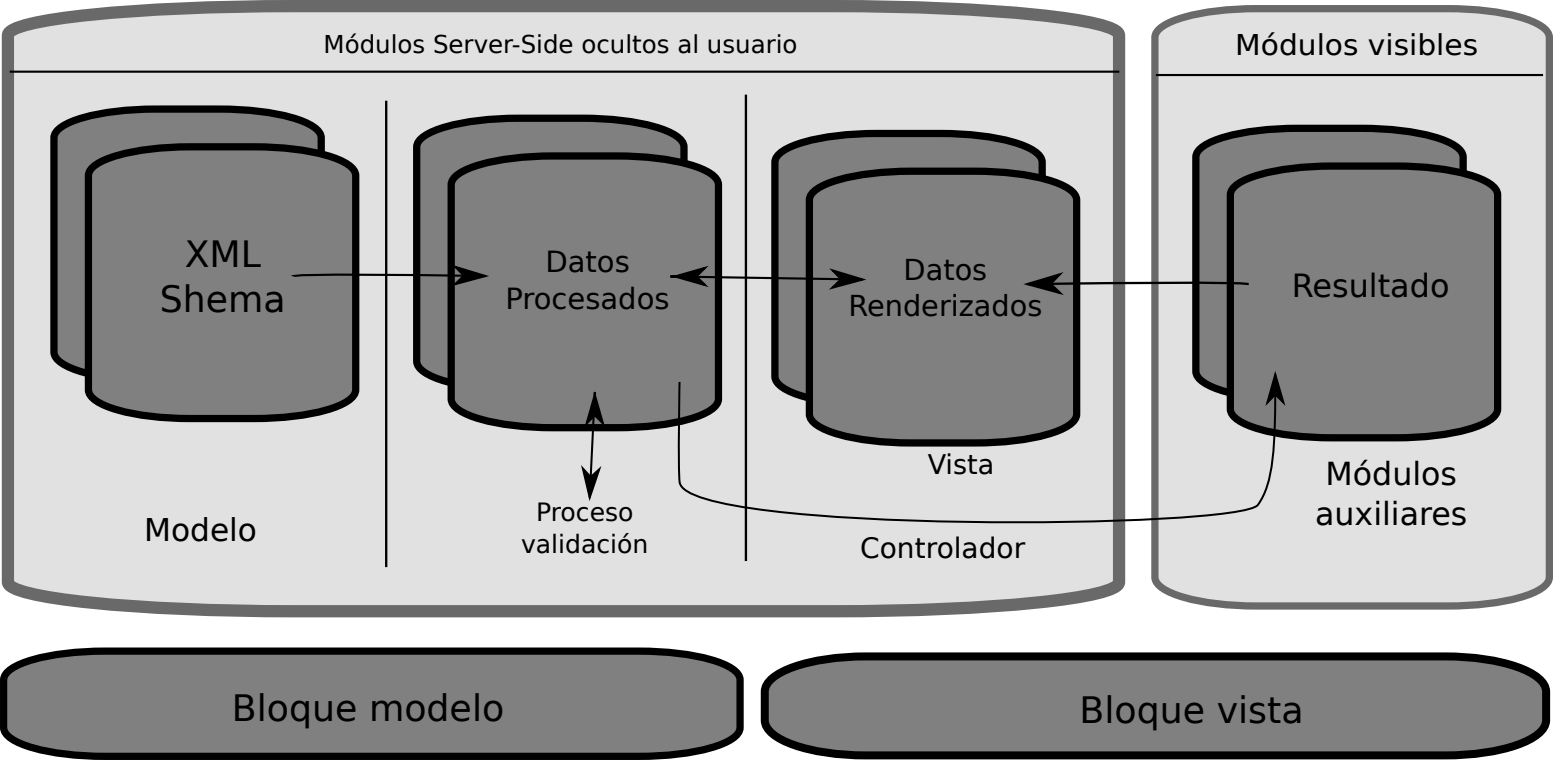 Módulos Server-Side ocultos al usuario
Módulos visibles
XML
Shema
Datos
Procesados
Datos
Renderizados
Resultado
Modelo
Proceso
validación
Vista
Controlador
Módulos
auxiliares
Bloque modelo
Bloque vista